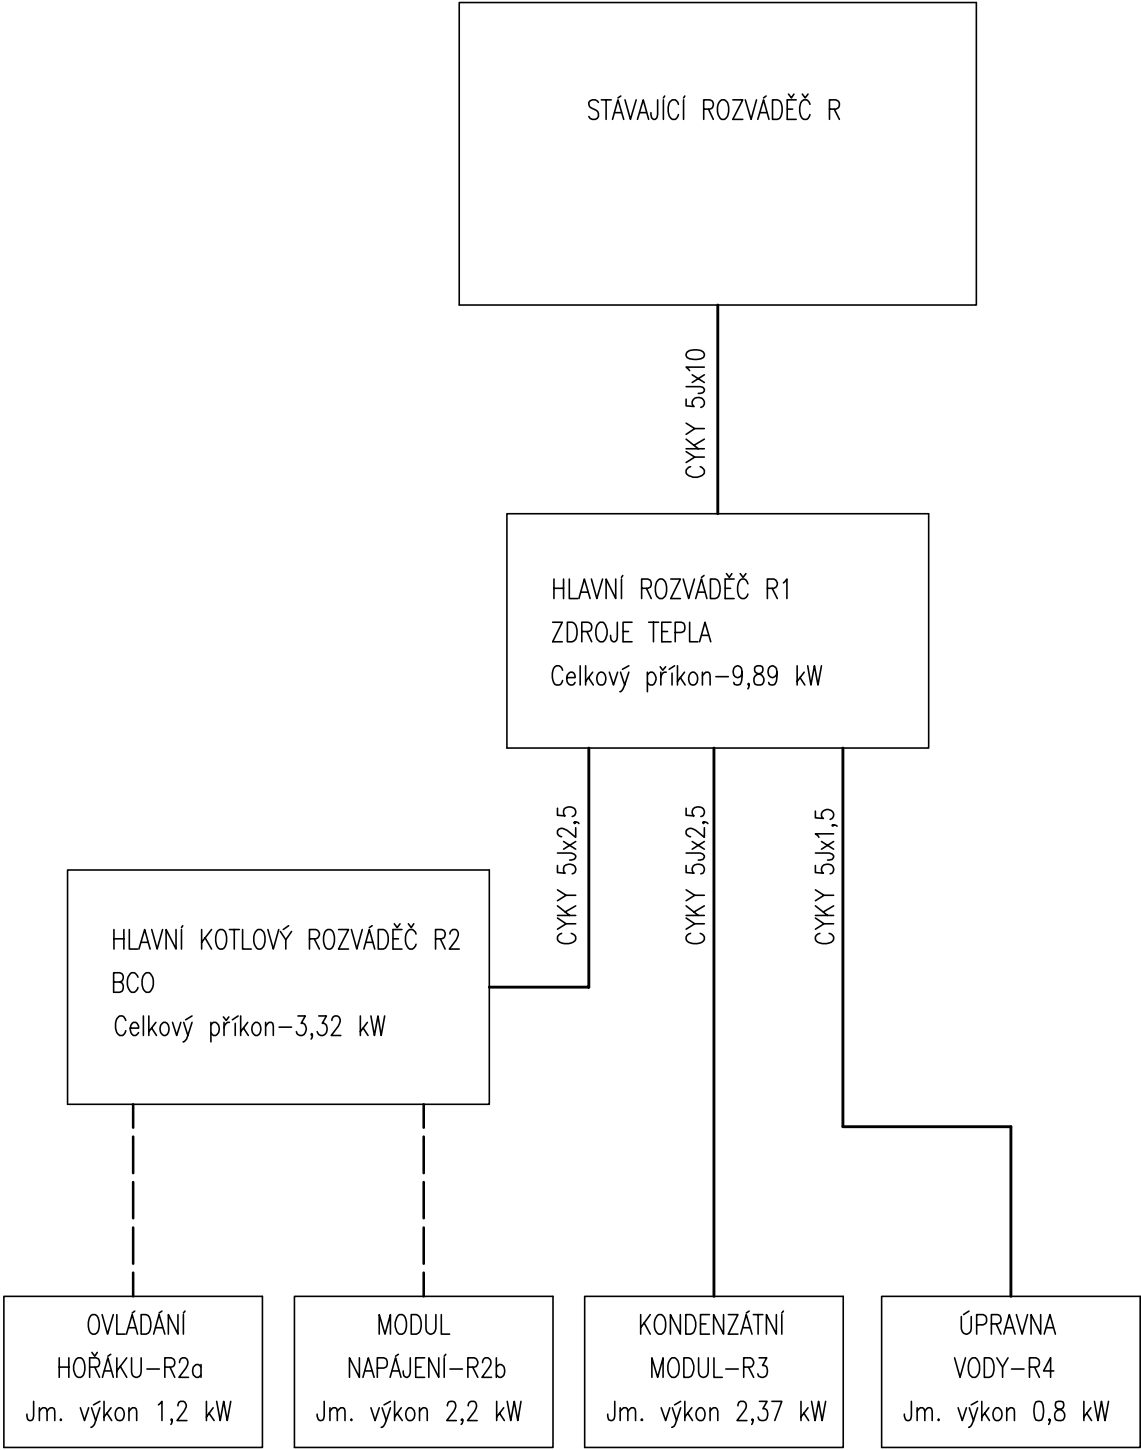 STÁVAJÍCÍ ROZVÁDĚČ R
CYKY 5Jx10
HLAVNÍ ROZVÁDĚČ R1
ZDROJE TEPLA
Celkový příkon-9,89 kW
CYKY 5Jx2,5
CYKY 5Jx2,5
CYKY 5Jx1,5
HLAVNÍ KOTLOVÝ ROZVÁDĚČ R2
BCO
Celkový příkon-3,32 kW
OVLÁDÁNÍ
HOŘÁKU-R2a
Jm. výkon 1,2 kW
MODUL
NAPÁJENÍ-R2b
Jm. výkon 2,2 kW
KONDENZÁTNÍ
MODUL-R3
Jm. výkon 2,37 kW
ÚPRAVNA
VODY-R4
Jm. výkon 0,8 kW